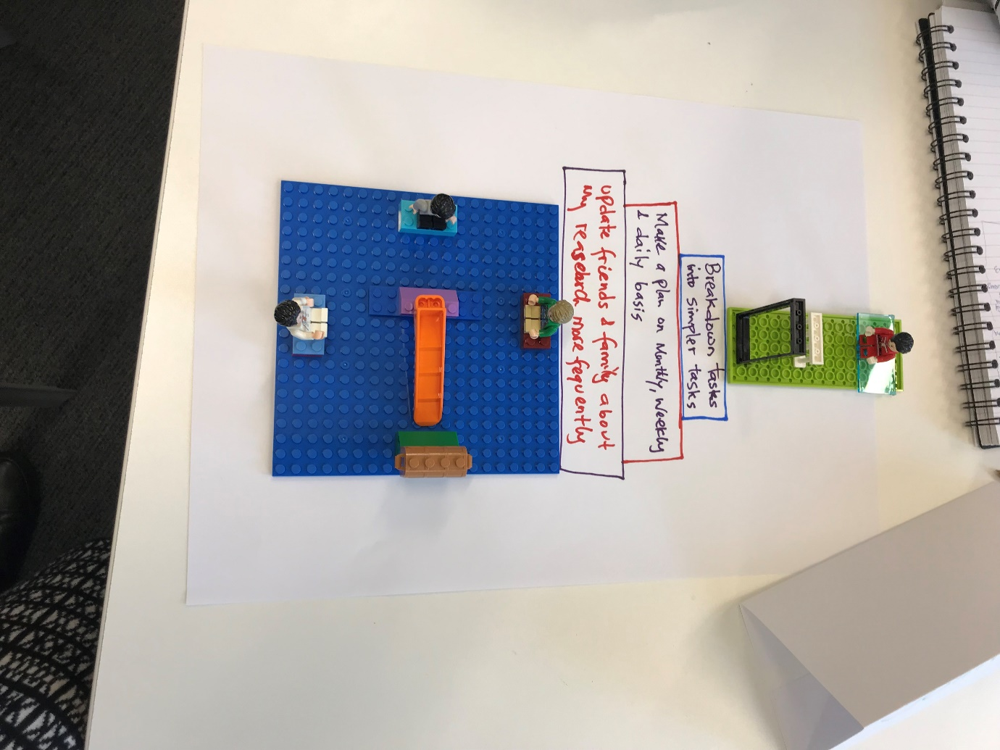 Breakdown tasks
into simpler tasks
Make a plan on Monthly, weekly
& daily basis
update friends & family about
my reasearch more fequently